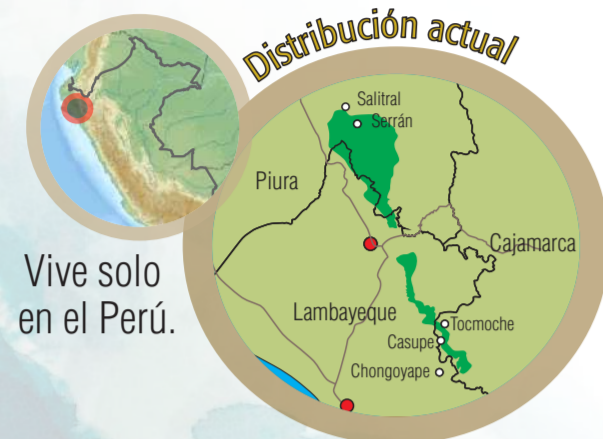 Distribución actual
Salitral
Serrán
Piura
Cajamarca
Vive solo
en el Perú.
Lambayeque
Tocmoche
Casupe
Chongoyape